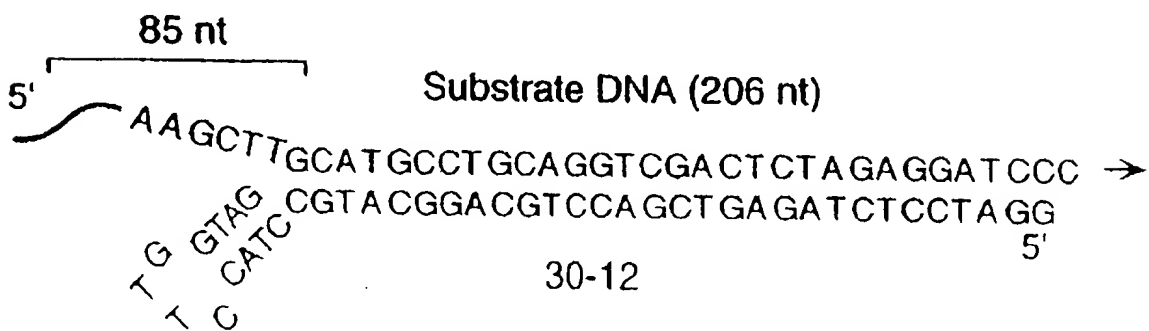 85 nt
5'
Substrate DNA (206 nt)
AAGCTTGCATGCCTGCAGGTCGACTCTAGAGGATCCC →
CGTACGGACGTCCAGCTGAGATCTCCTAGG
GTAG
CATC
G
T
T
C
5'
30-12